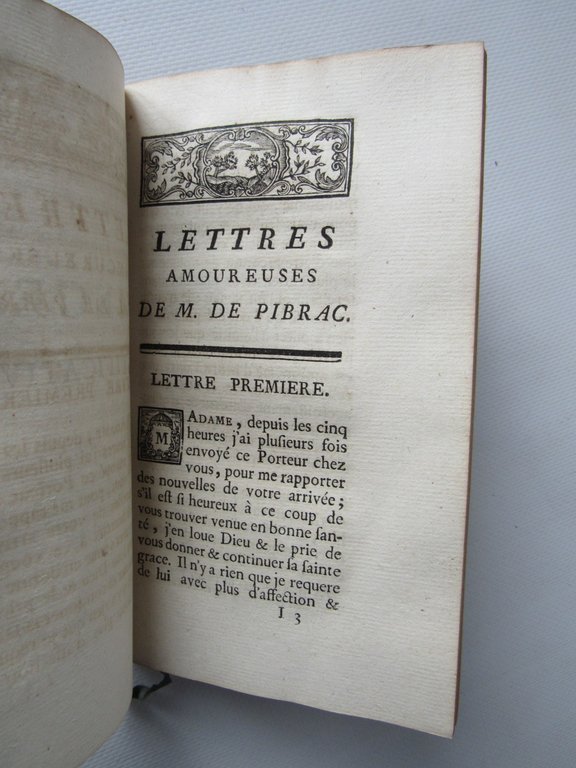 LETTRES
AMOUREUSES
DE M. DE PIBRAC.
LETTRE PREMIERE.
MADAME, depuis les cinq
heures j'ai pluſieurs fois
envoyé ce Porteur chez
vous, pour me rapporter
des nouvelles de votre arrivée;
s'il eſt ſi heureux à ce coup de
vous trouver venue en bonne ſan-
té, j'en loue Dieu & le prie de
vous donner & continuer ſa ſainte
grace. Il n'y a rien que je requere
de lui avec plus d'affection &
I 3